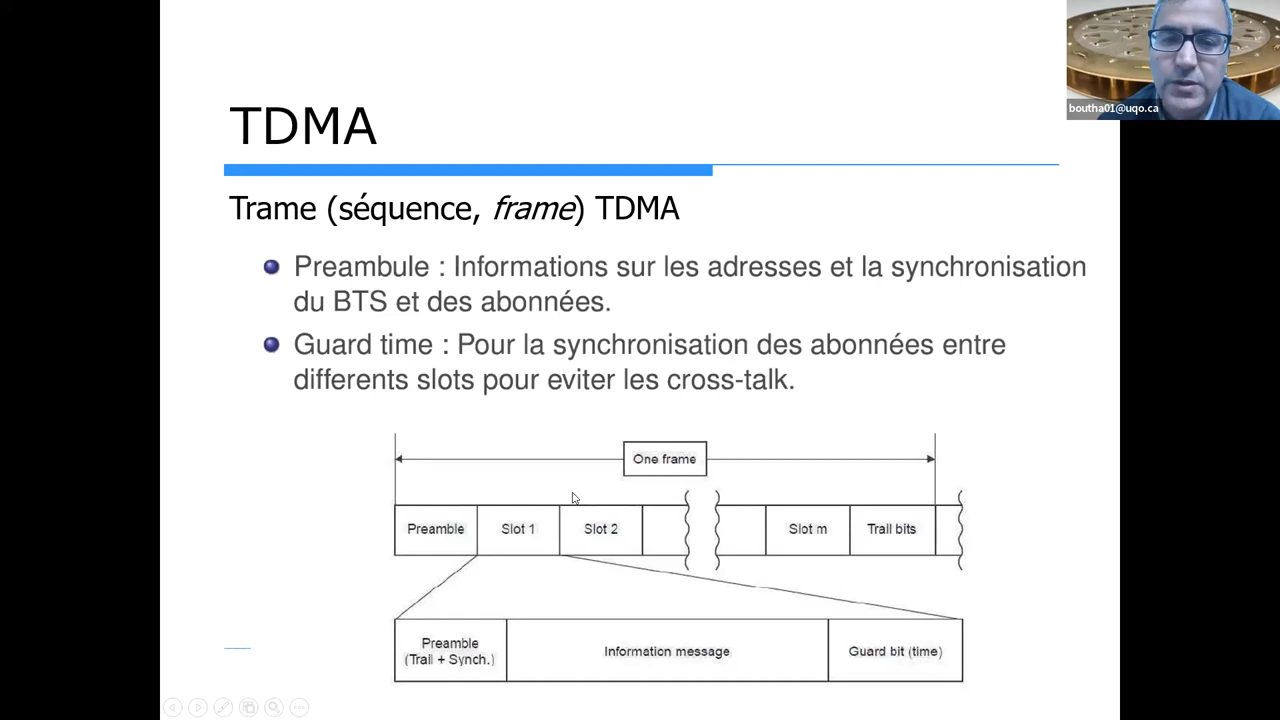 boutha01@uqo.ca
TDMA
Trame (séquence, frame) TDMA
Preambule : Informations sur les adresses et la synchronisation
du BTS et des abonnées.
Guard time : Pour la synchronisation des abonnées entre
differents slots pour eviter les cross-talk.
One frame
Preamble Slot 1 Slot 2 Slot m Trail bits
Preamble
(Trail + Synch.)
Information message
Guard bit (time)